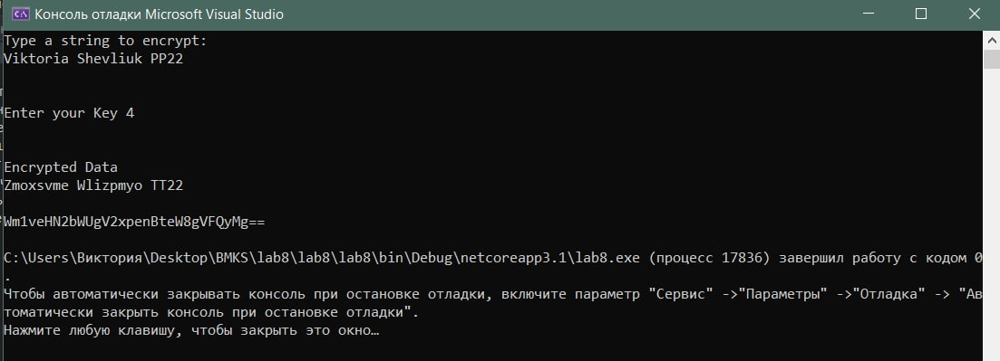 Консоль отладки Microsoft Visual Studio
Type a string to encrypt:
Viktoria Shevliuk PP22
Enter your Key 4
Encrypted Data
Zmoxsvme Wlizpmyo TT22
Wm1veHN2bWUgV2xpenBteW8gVFQyMg==
C:\Users\Виктория\Desktop\BMKS\lab8\lab8\lab8\bin\Debug\netcoreapp3.1\lab8.exe (процесс 17836) завершил работу с кодом 0
.
Чтобы автоматически закрывать консоль при остановке отладки, включите параметр "Сервис" ->"Параметры" ->"Отладка" -> "Ав
томатически закрыть консоль при остановке отладки".
Нажмите любую клавишу, чтобы закрыть это окно…